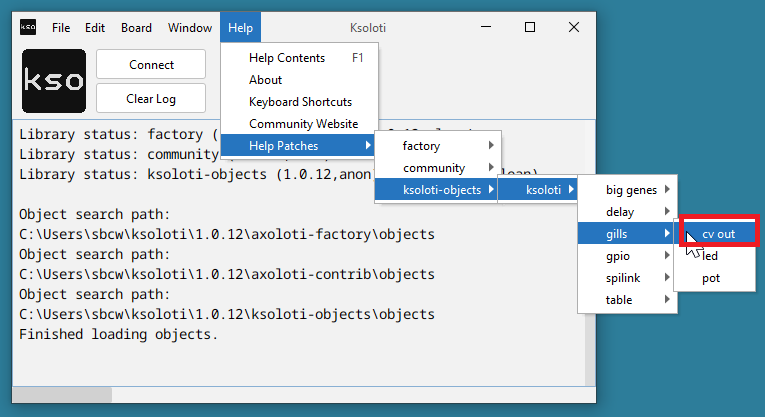 File Edit Board Window Help Ksoloti
kso
Connect
Clear Log
Help Contents F1
About
Keyboard Shortcuts
Community Website
Help Patches
factory
community
ksoloti-objects
ksoloti
big genes
delay
gills
gpio
spilink
table
cv out
led
pot
Library status: factory (
Library status: community
Library status: ksoloti-objects (1.0.12,anon
Object search path:
C:\Users\sbcw\ksoloti\1.0.12\axoloti-factory\objects
Object search path:
C:\Users\sbcw\ksoloti\1.0.12\axoloti-contrib\objects
Object search path:
C:\Users\sbcw\ksoloti\1.0.12\ksoloti-objects\objects
Finished loading objects.